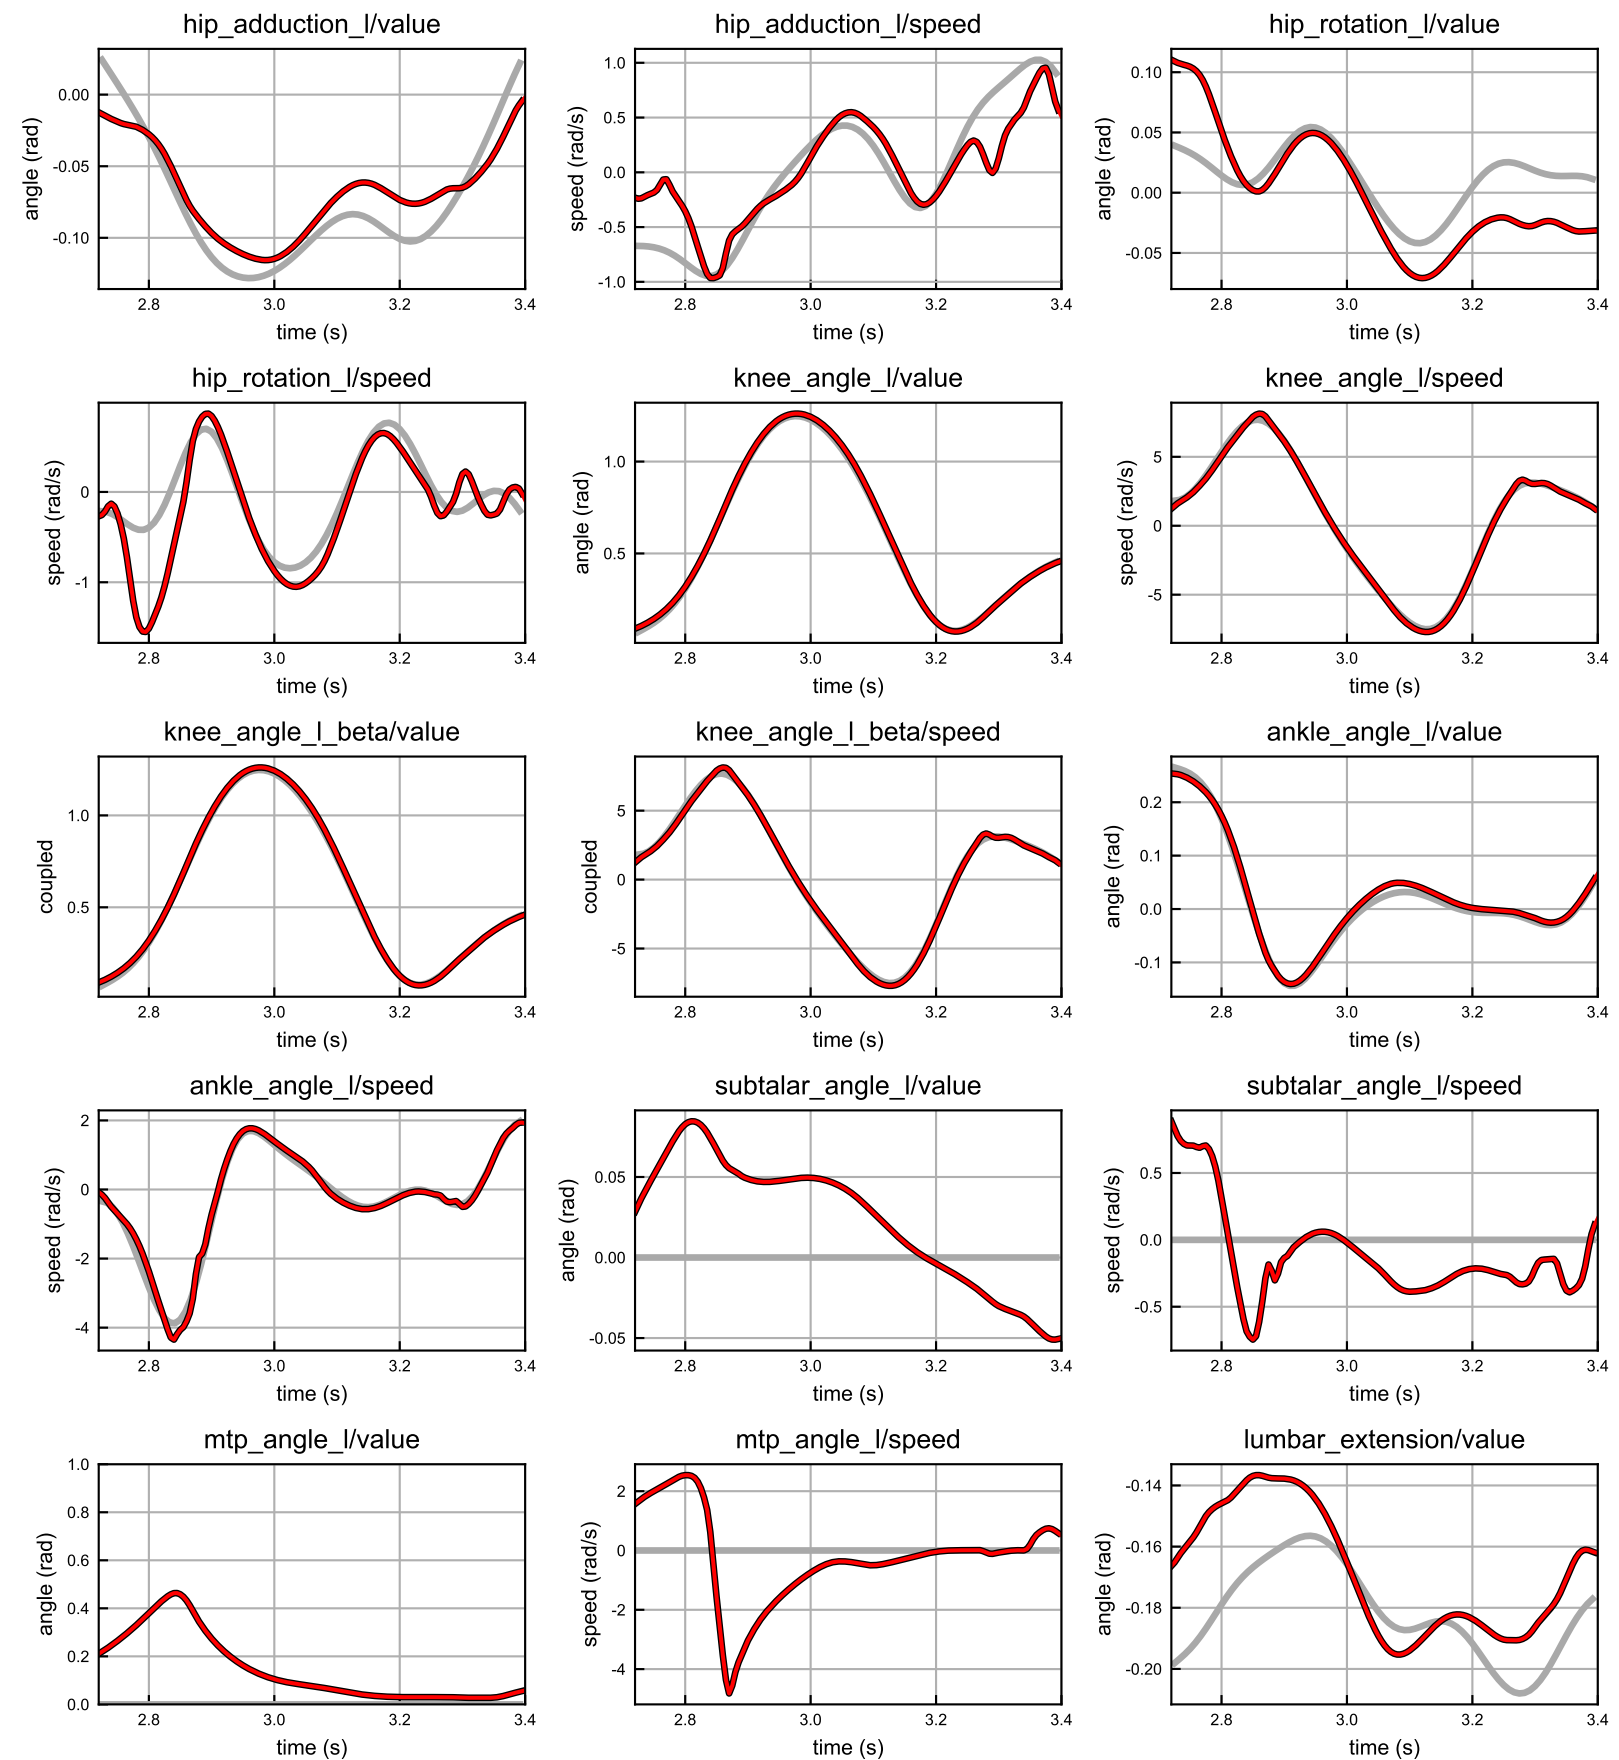 hip_adduction_l/value
angle (rad)
0.00
-0.05
-0.10
2.8 3.0 3.2 3.4
time (s)
hip_adduction_l/speed
speed (rad/s)
1.0
0.5
0.0
-0.5
-1.0
2.8 3.0 3.2 3.4
time (s)
hip_rotation_l/value
angle (rad)
0.10
0.05
0.00
-0.05
2.8 3.0 3.2 3.4
time (s)
hip_rotation_l/speed
speed (rad/s)
0
-1
2.8 3.0 3.2 3.4
time (s)
knee_angle_l/value
angle (rad)
1.0
0.5
2.8 3.0 3.2 3.4
time (s)
knee_angle_l/speed
speed (rad/s)
5
0
-5
2.8 3.0 3.2 3.4
time (s)
knee_angle_l_beta/value
coupled
1.0
0.5
2.8 3.0 3.2 3.4
time (s)
knee_angle_l_beta/speed
coupled
5
0
-5
2.8 3.0 3.2 3.4
time (s)
ankle_angle_l/value
angle (rad)
0.2
0.1
0.0
-0.1
2.8 3.0 3.2 3.4
time (s)
ankle_angle_l/speed
speed (rad/s)
2
0
-2
-4
2.8 3.0 3.2 3.4
time (s)
subtalar_angle_l/value
angle (rad)
0.05
0.00
-0.05
2.8 3.0 3.2 3.4
time (s)
subtalar_angle_l/speed
speed (rad/s)
0.5
0.0
-0.5
2.8 3.0 3.2 3.4
time (s)
mtp_angle_l/value
angle (rad)
1.0
0.8
0.6
0.4
0.2
0.0
2.8 3.0 3.2 3.4
time (s)
mtp_angle_l/speed
speed (rad/s)
2
0
-2
-4
2.8 3.0 3.2 3.4
time (s)
lumbar_extension/value
angle (rad)
-0.14
-0.16
-0.18
-0.20
2.8 3.0 3.2 3.4
time (s)